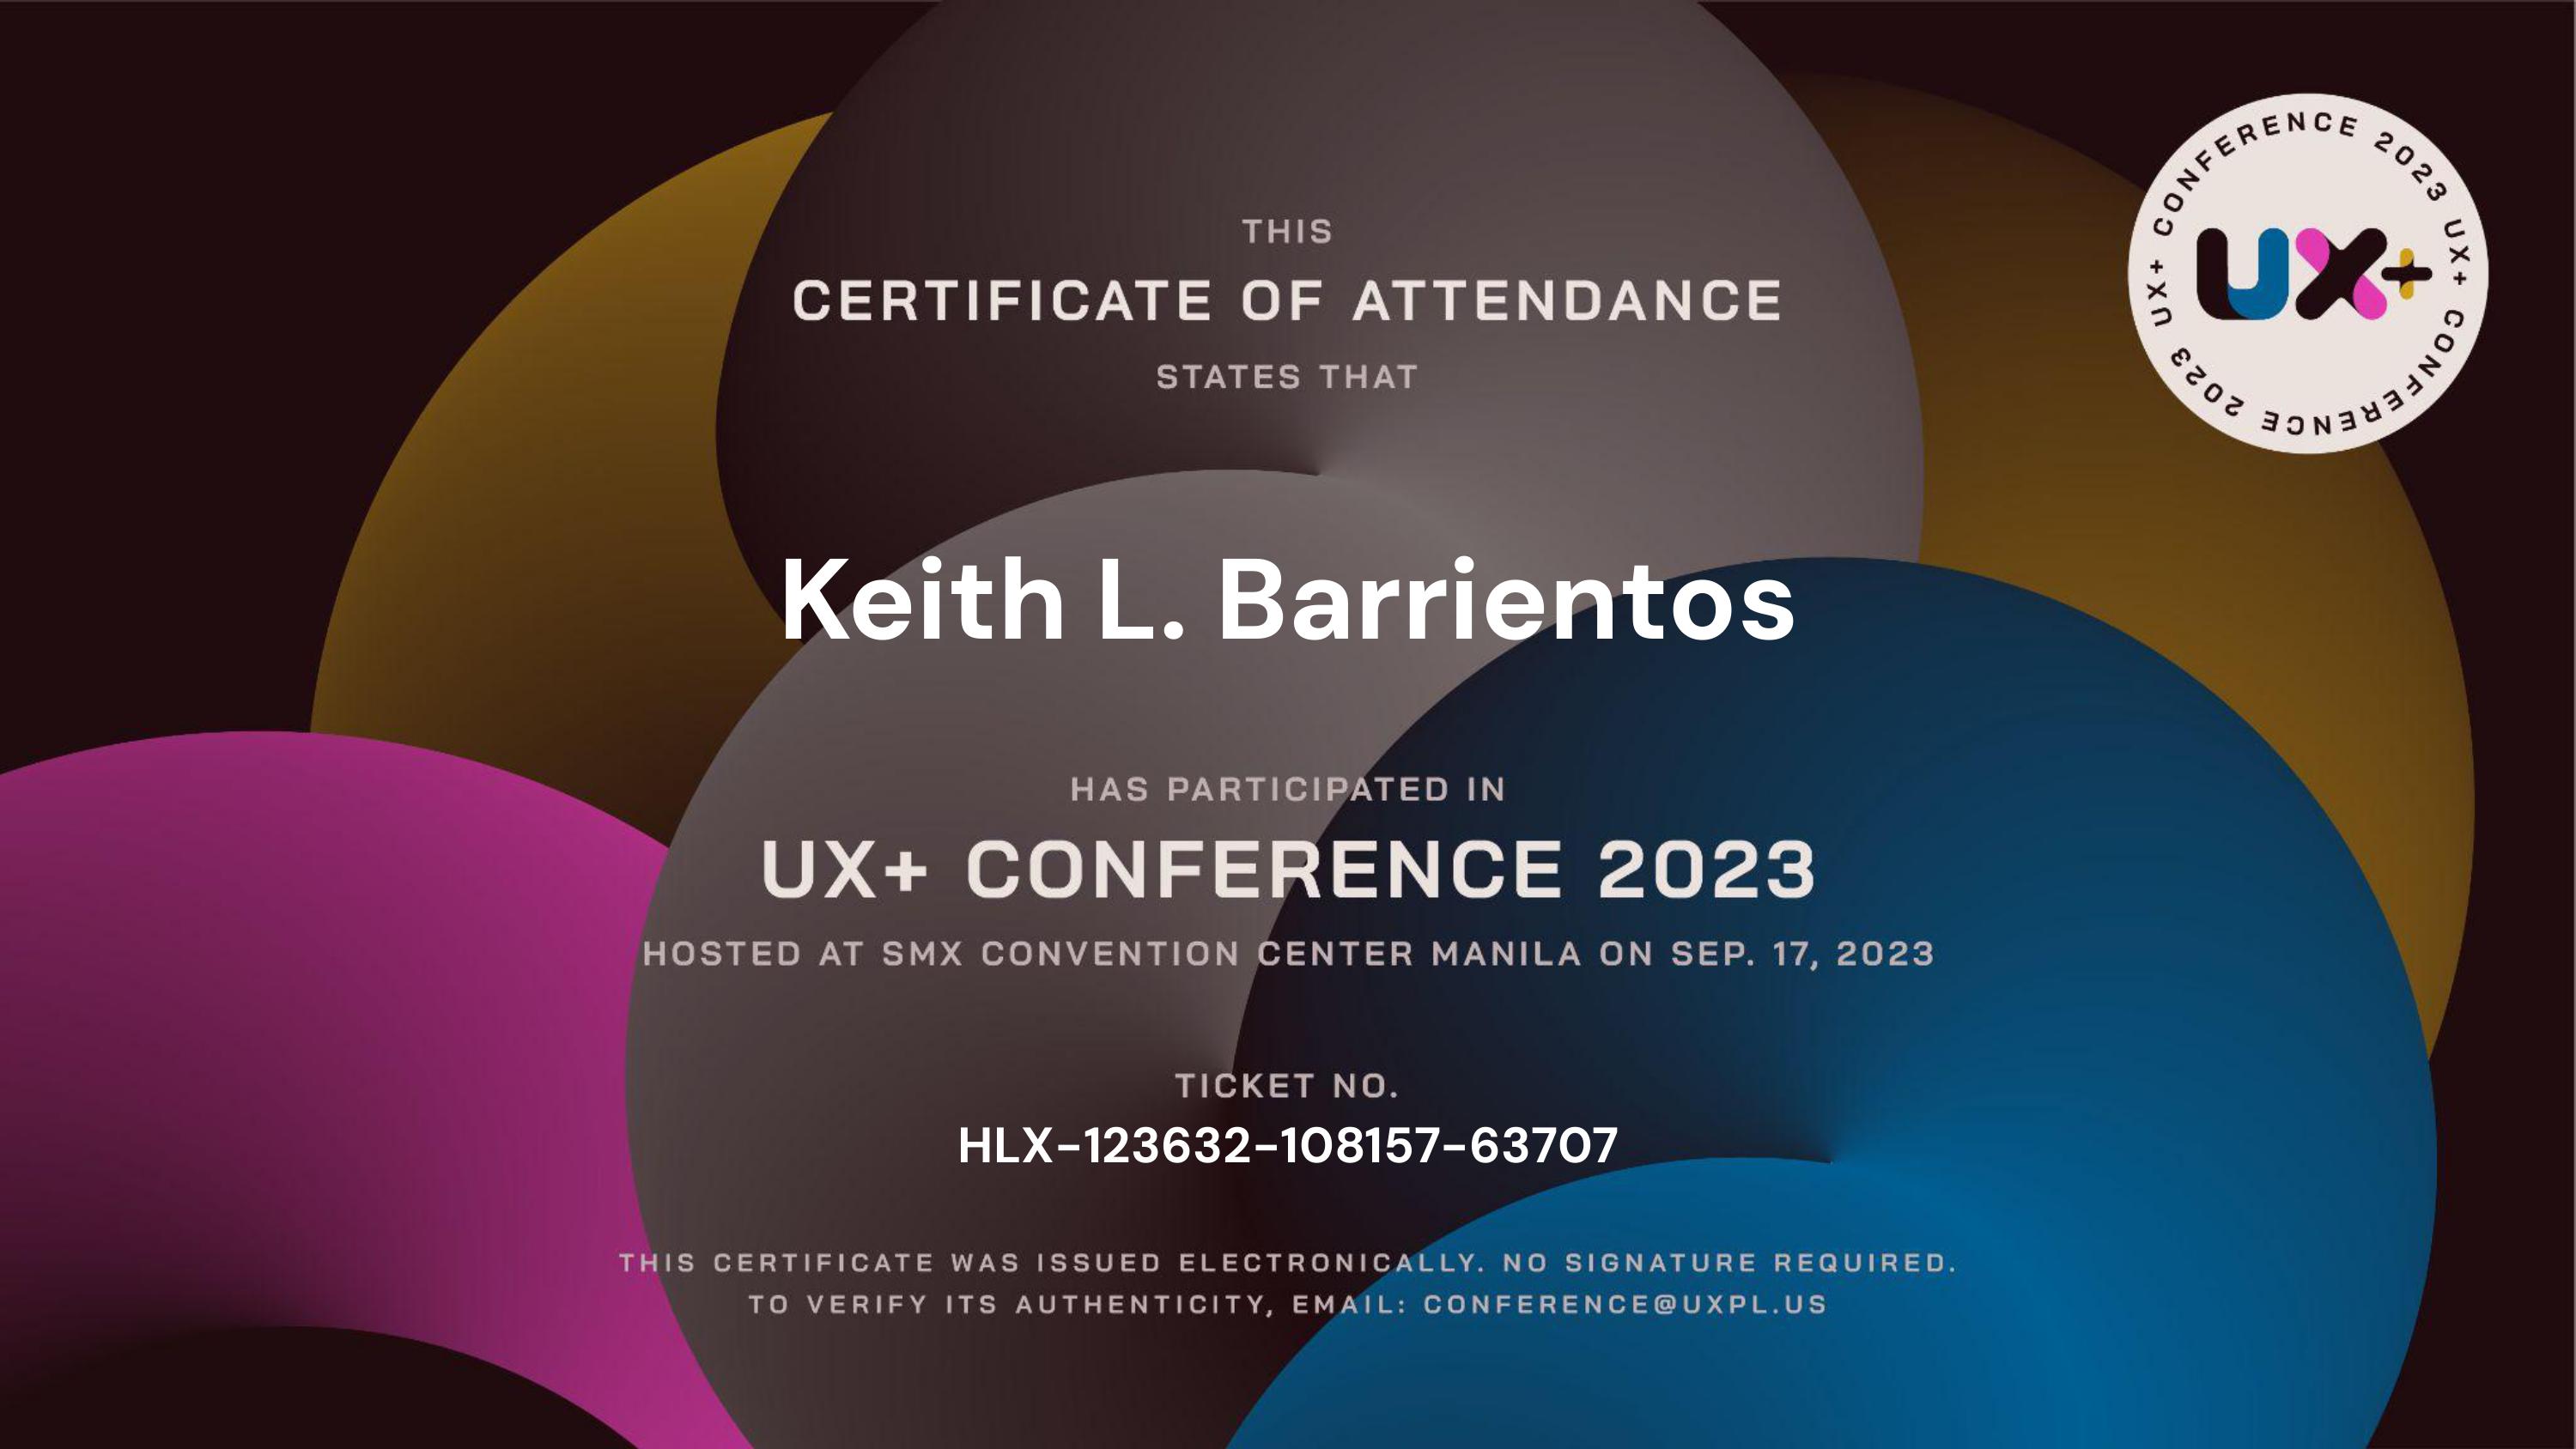 THIS
CERTIFICATE OF ATTENDANCE
STATES THAT
UX+ CONFERENCE 2023 UX+ CONFERENCE 2023
UX+
Keith L. Barrientos
HAS PARTICIPATED IN
UX+ CONFERENCE 2023
HOSTED AT SMX CONVENTION CENTER MANILA ON SEP. 17, 2023
TICKET NO.
HLX-123632-108157-63707
THIS CERTIFICATE WAS ISSUED ELECTRONICALLY. NO SIGNATURE REQUIRED.
TO VERIFY ITS AUTHENTICITY, EMAIL: CONFERENCE@UXPL.US